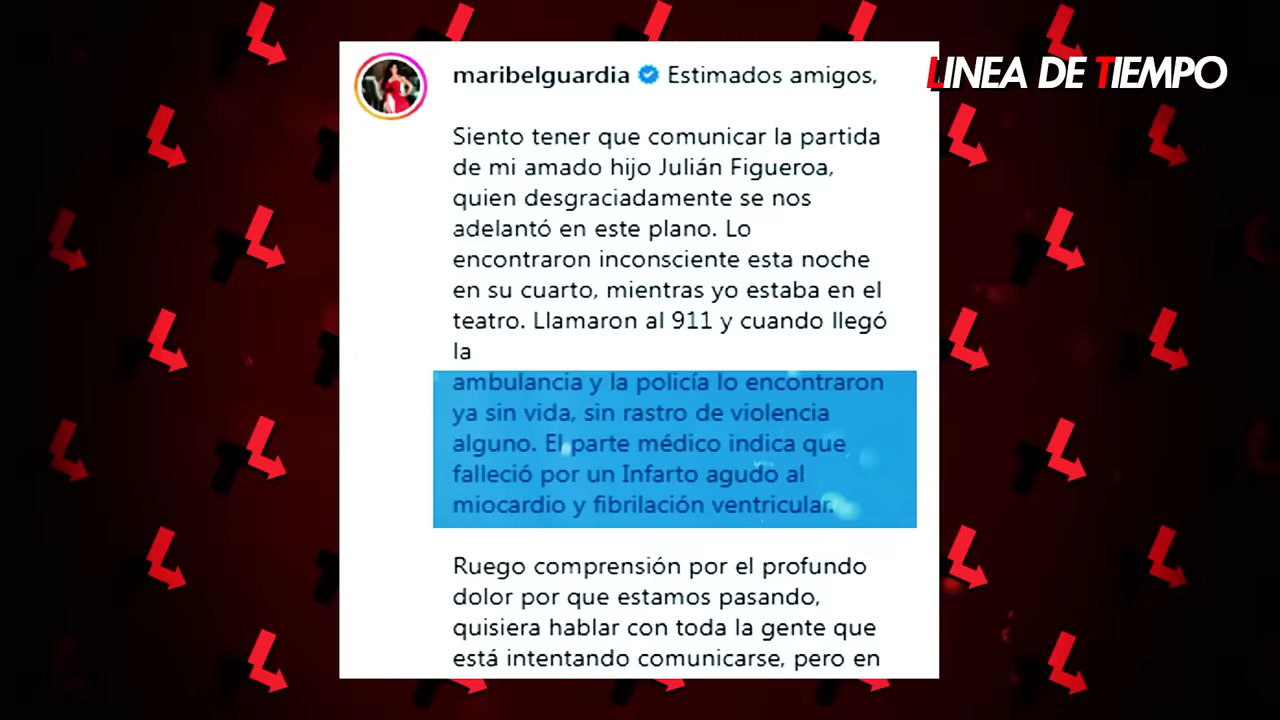 LINEA DE TIEMPO
maribelguardia Estimados amigos,
Siento tener que comunicar la partida
de mi amado hijo Julián Figueroa,
quien desgraciadamente se nos
adelantó en este plano. Lo
encontraron inconsciente esta noche
en su cuarto, mientras yo estaba en el
teatro. Llamaron al 911 y cuando llegó
la
ambulancia y la policía lo encontraron
ya sin vida, sin rastro de violencia
alguno. El parte médico indica que
falleció por un Infarto agudo al
miocardio y fibrilación ventricular.
Ruego comprensión por el profundo
dolor por que estamos pasando,
quisiera hablar con toda la gente que
está intentando comunicarse, pero en